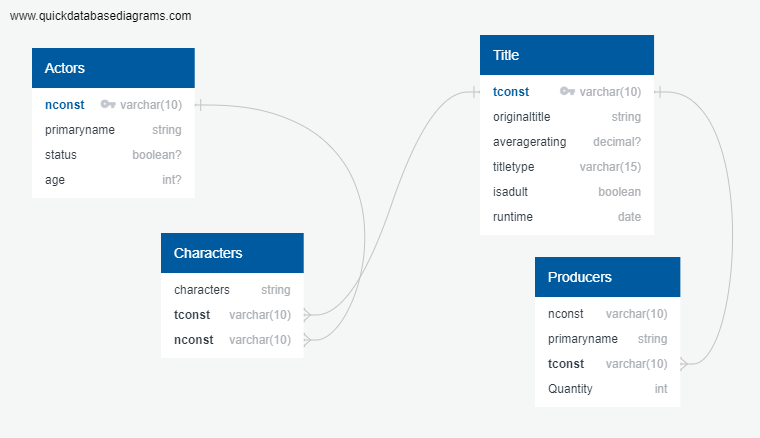 www.quickdatabasediagrams.com
Actors
nconst varchar(10)
primaryname string
status boolean?
age int?
Title
tconst varchar(10)
originaltitle string
averagerating decimal?
titletype varchar(15)
isadult boolean
runtime date
Characters
characters string
tconst varchar(10)
nconst varchar(10)
Producers
nconst varchar(10)
primaryname string
tconst varchar(10)
Quantity int